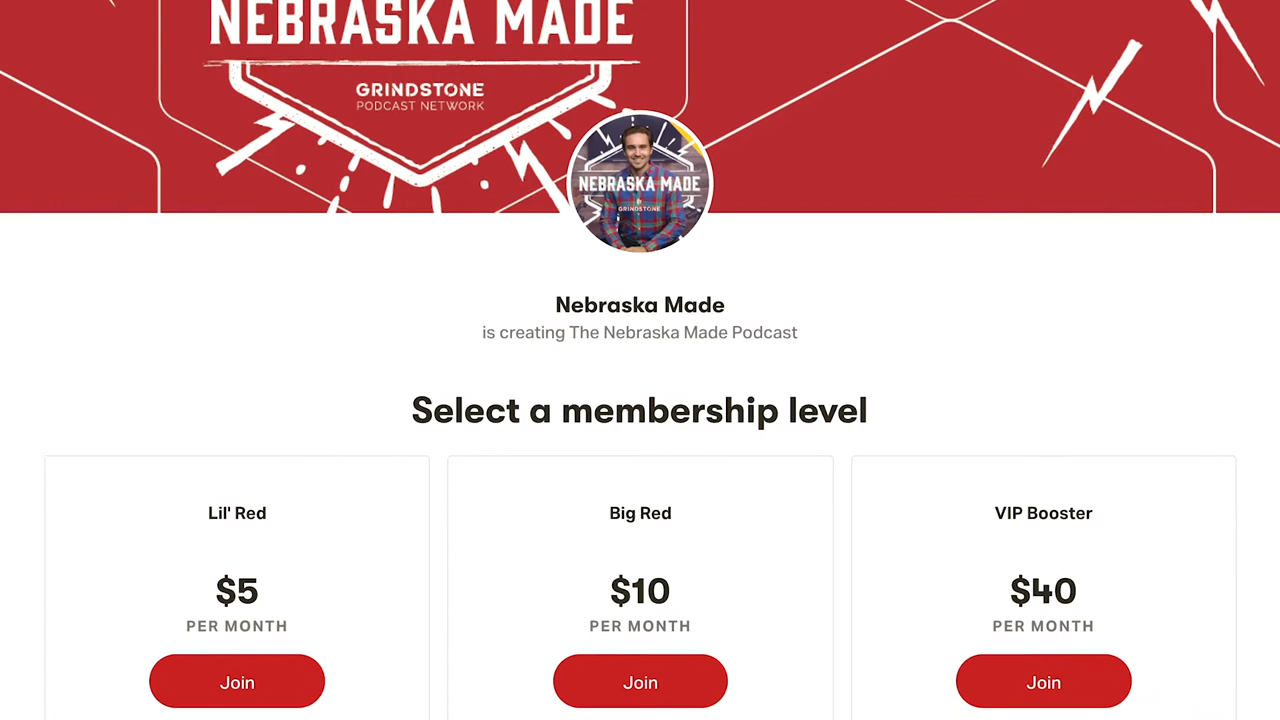 NEBRASKA MADE
GRINDSTONE
PODCAST NETWORK
NEBRASKA MADE
GRINDSTONE
Nebraska Made
is creating The Nebraska Made Podcast
Select a membership level
Lil' Red
Big Red
VIP Booster
$5
$10
$40
PER MONTH
PER MONTH
PER MONTH
Join
Join
Join